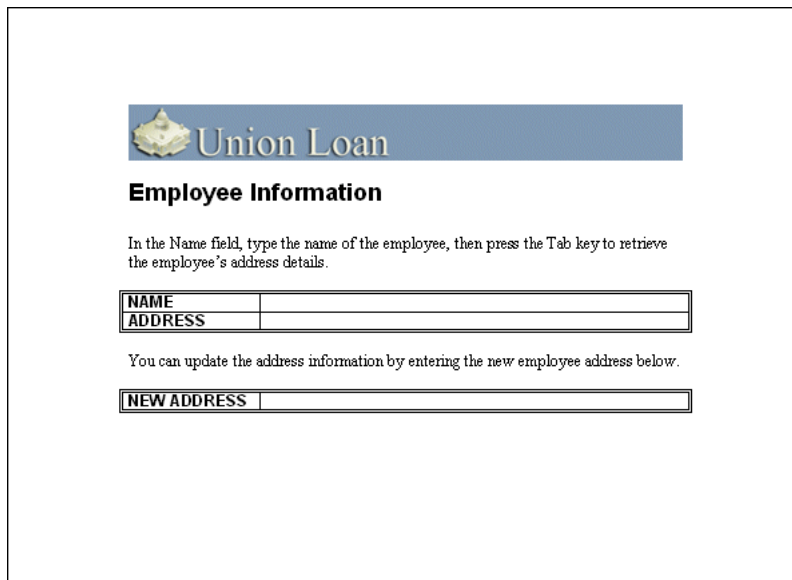 Union Loan
Employee Information
In the Name field, type the name of the employee, then press the Tab key to retrieve
the employee’s address details.
NAME
ADDRESS
You can update the address information by entering the new employee address below.
NEW ADDRESS